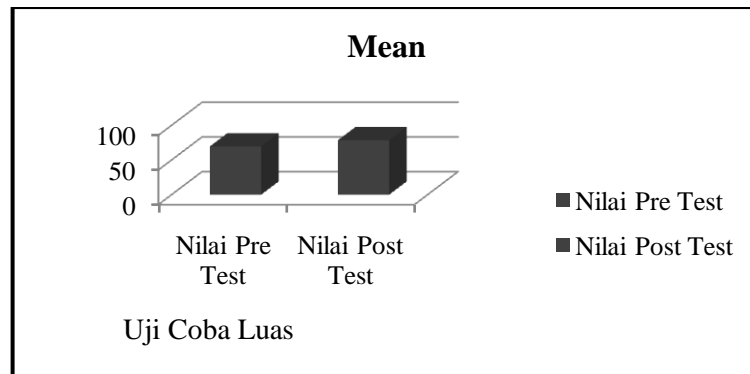 Mean
100
50
0
Nilai Pre
Test
Nilai Post
Test
Nilai Pre Test
Nilai Post Test
Uji Coba Luas